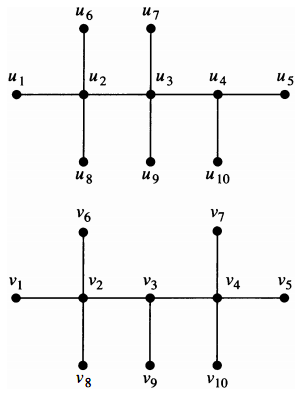 u₆ u₇
u₁ u₂ u₃ u₄ u₅
u₈ u₉ u₁₀
v₆ v₇
v₁ v₂ v₃ v₄ v₅
v₈ v₉ v₁₀